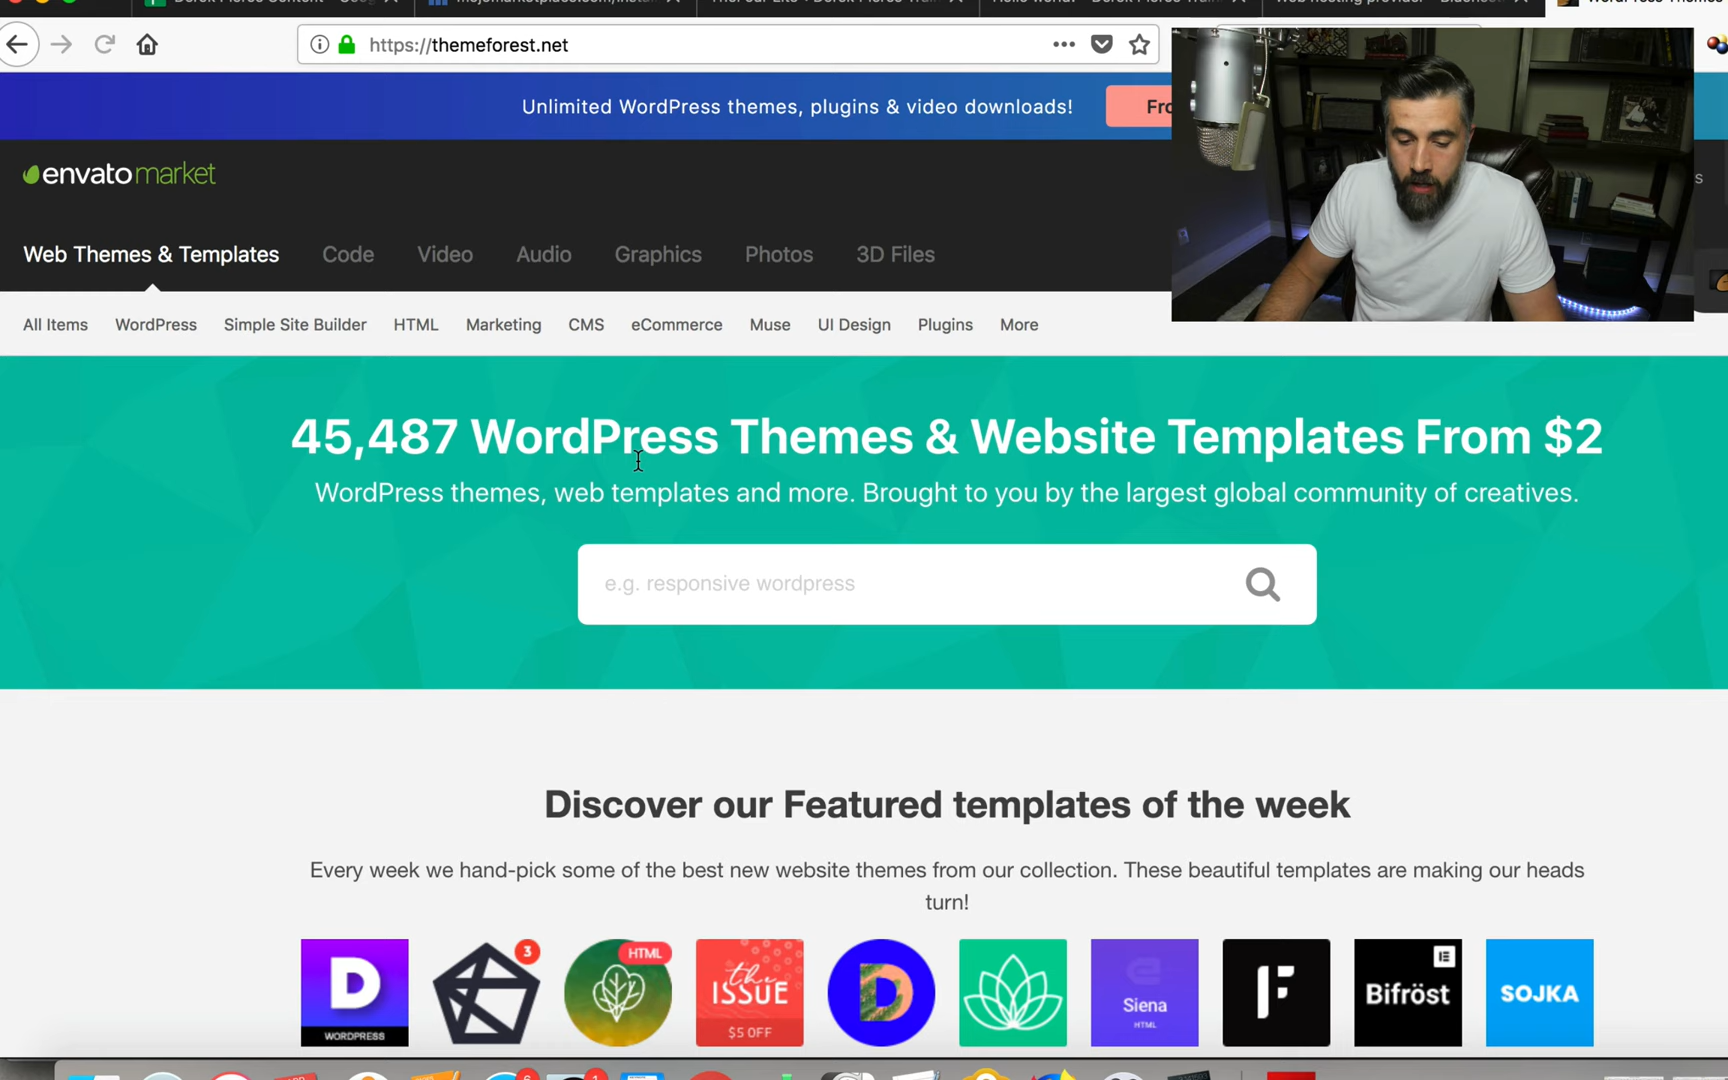 https://themeforest.net
Unlimited WordPress themes, plugins & video downloads!
envatomarket
Web Themes & Templates Code Video Audio Graphics Photos 3D Files
All Items WordPress Simple Site Builder HTML Marketing CMS eCommerce Muse UI Design Plugins More
45,487 WordPress Themes & Website Templates From $2
WordPress themes, web templates and more. Brought to you by the largest global community of creatives.
e.g. responsive wordpress
Discover our Featured templates of the week
Every week we hand-pick some of the best new website themes from our collection. These beautiful templates are making our heads
turn!
D
WORDPRESS
3
HTML
the
ISSUE
$5 OFF
D
Siena
HTML
F
Bifröst
SOJKA